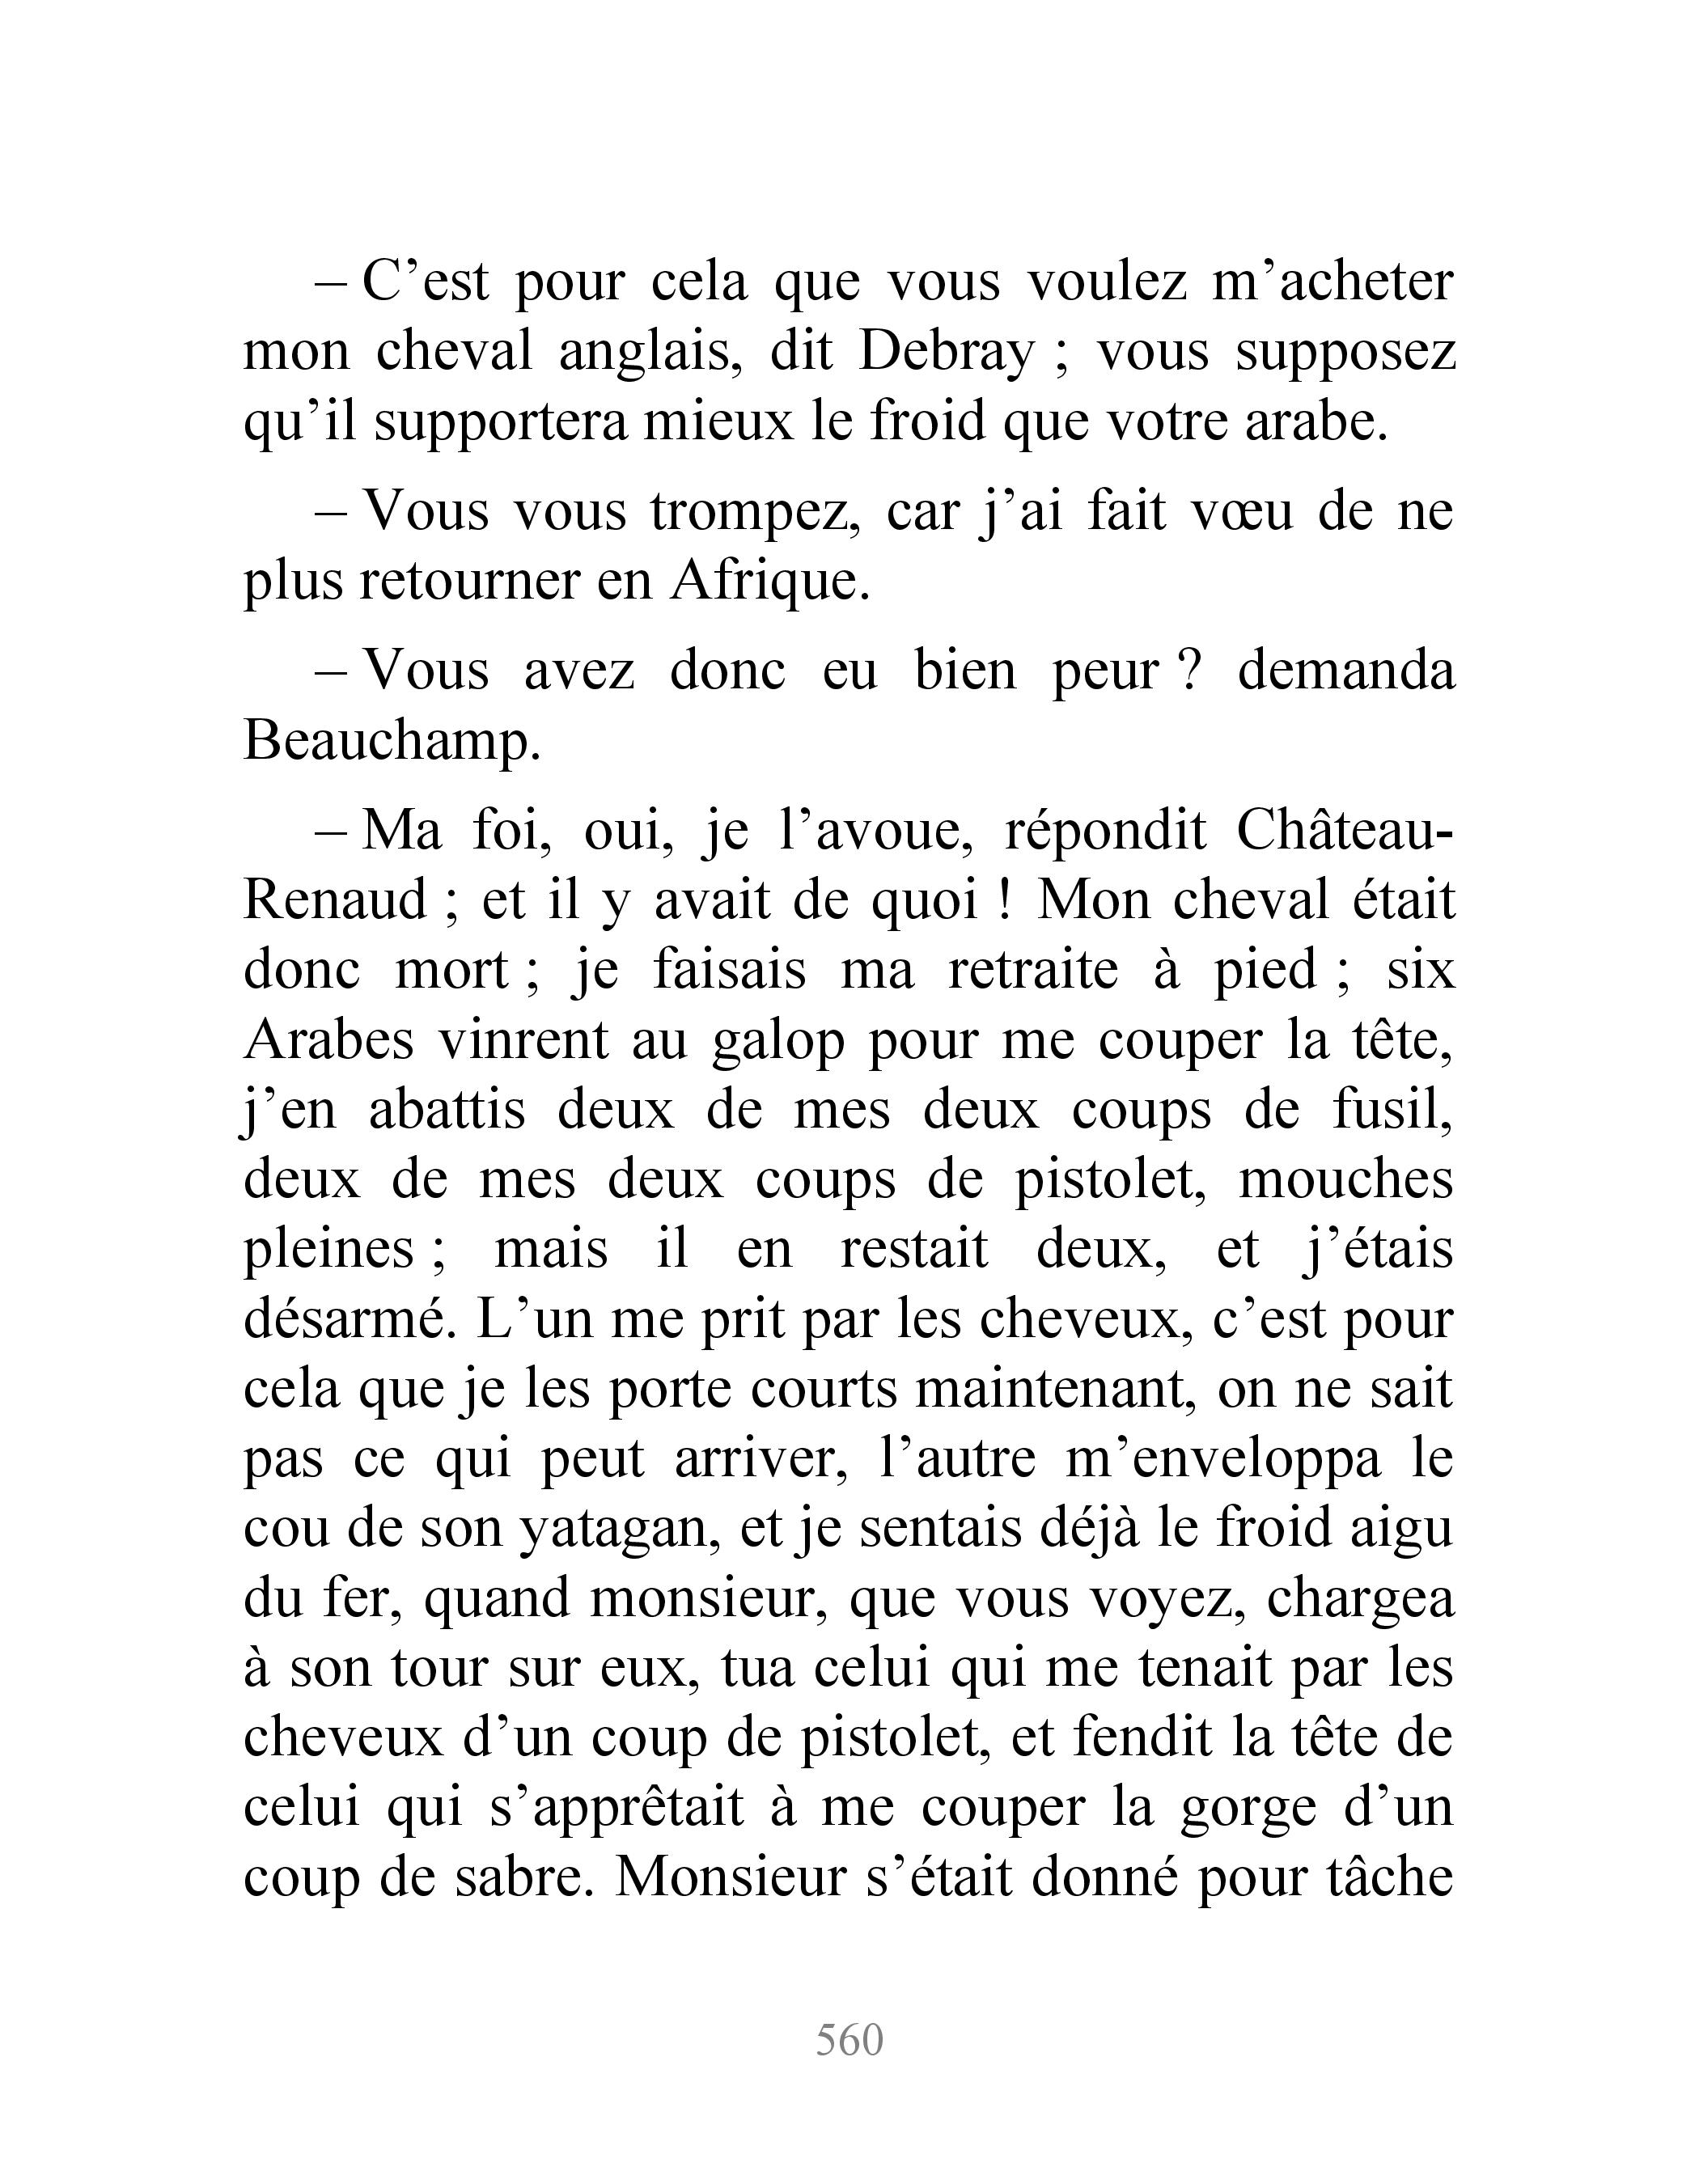 – C’est pour cela que vous voulez m’acheter
mon cheval anglais, dit Debray ; vous supposez
qu’il supportera mieux le froid que votre arabe.
– Vous vous trompez, car j’ai fait vœu de ne
plus retourner en Afrique.
– Vous avez donc eu bien peur ? demanda
Beauchamp.
– Ma foi, oui, je l’avoue, répondit Château-
Renaud ; et il y avait de quoi ! Mon cheval était
donc mort ; je faisais ma retraite à pied ; six
Arabes vinrent au galop pour me couper la tête,
j’en abattis deux de mes deux coups de fusil,
deux de mes deux coups de pistolet, mouches
pleines ; mais il en restait deux, et j’étais
désarmé. L’un me prit par les cheveux, c’est pour
cela que je les porte courts maintenant, on ne sait
pas ce qui peut arriver, l’autre m’enveloppa le
cou de son yatagan, et je sentais déjà le froid aigu
du fer, quand monsieur, que vous voyez, chargea
à son tour sur eux, tua celui qui me tenait par les
cheveux d’un coup de pistolet, et fendit la tête de
celui qui s’apprêtait à me couper la gorge d’un
coup de sabre. Monsieur s’était donné pour tâche
560